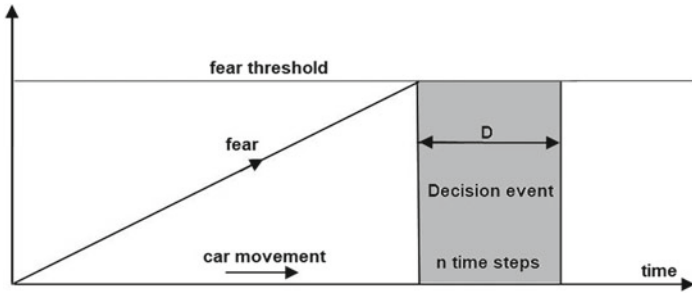 fear threshold
fear
D
Decision event
car movement
n time steps
time